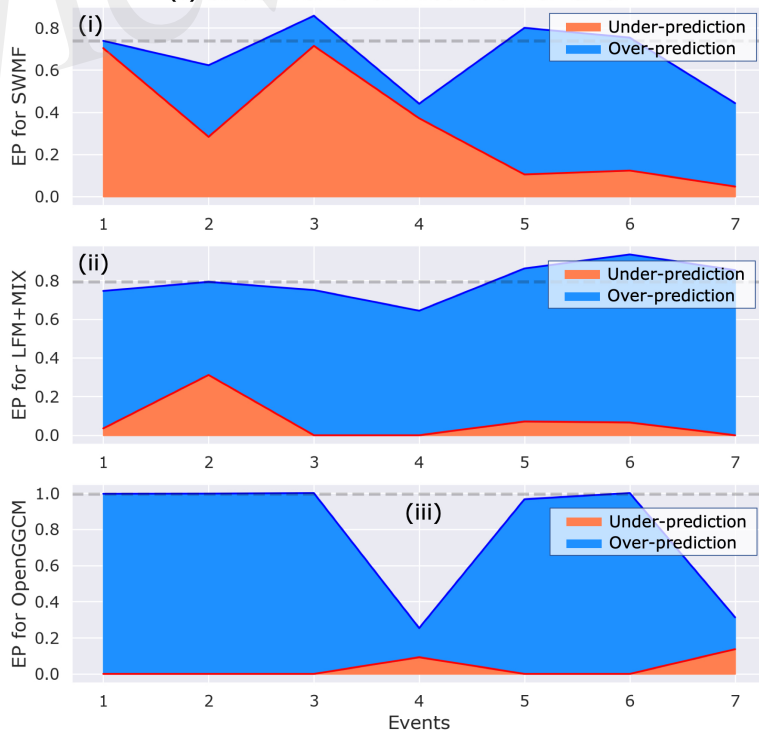 (i)
Under-prediction
Over-prediction
EP for SWMF
0.8
0.6
0.4
0.2
0.0
1 2 3 4 5 6 7
(ii)
Under-prediction
Over-prediction
EP for LFM+MIX
0.8
0.6
0.4
0.2
0.0
1 2 3 4 5 6 7
(iii)
Under-prediction
Over-prediction
EP for OpenGGCM
1.0
0.8
0.6
0.4
0.2
0.0
1 2 3 4 5 6 7
Events